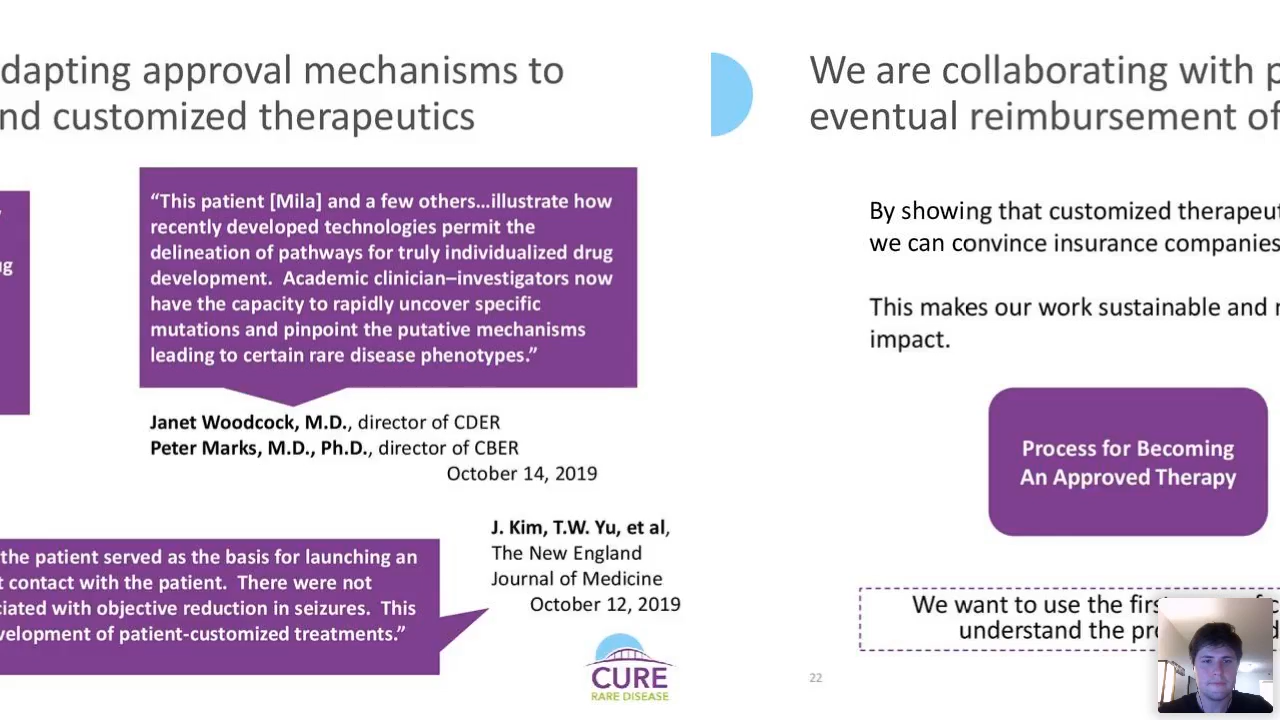 dapting approval mechanisms to
nd customized therapeutics
“This patient [Mila] and a few others…illustrate how
recently developed technologies permit the
delineation of pathways for truly individualized drug
development. Academic clinician–investigators now
have the capacity to rapidly uncover specific
mutations and pinpoint the putative mechanisms
leading to certain rare disease phenotypes.”
Janet Woodcock, M.D., director of CDER
Peter Marks, M.D., Ph.D., director of CBER
October 14, 2019
J. Kim, T.W. Yu, et al,
The New England
Journal of Medicine
October 12, 2019
the patient served as the basis for launching an
t contact with the patient. There were not
ciated with objective reduction in seizures. This
velopment of patient-customized treatments.”
CURE
RARE DISEASE
We are collaborating with p
eventual reimbursement of
By showing that customized therapeut
we can convince insurance companies
This makes our work sustainable and
impact.
Process for Becoming
An Approved Therapy
We want to use the firs
understand the pro
22